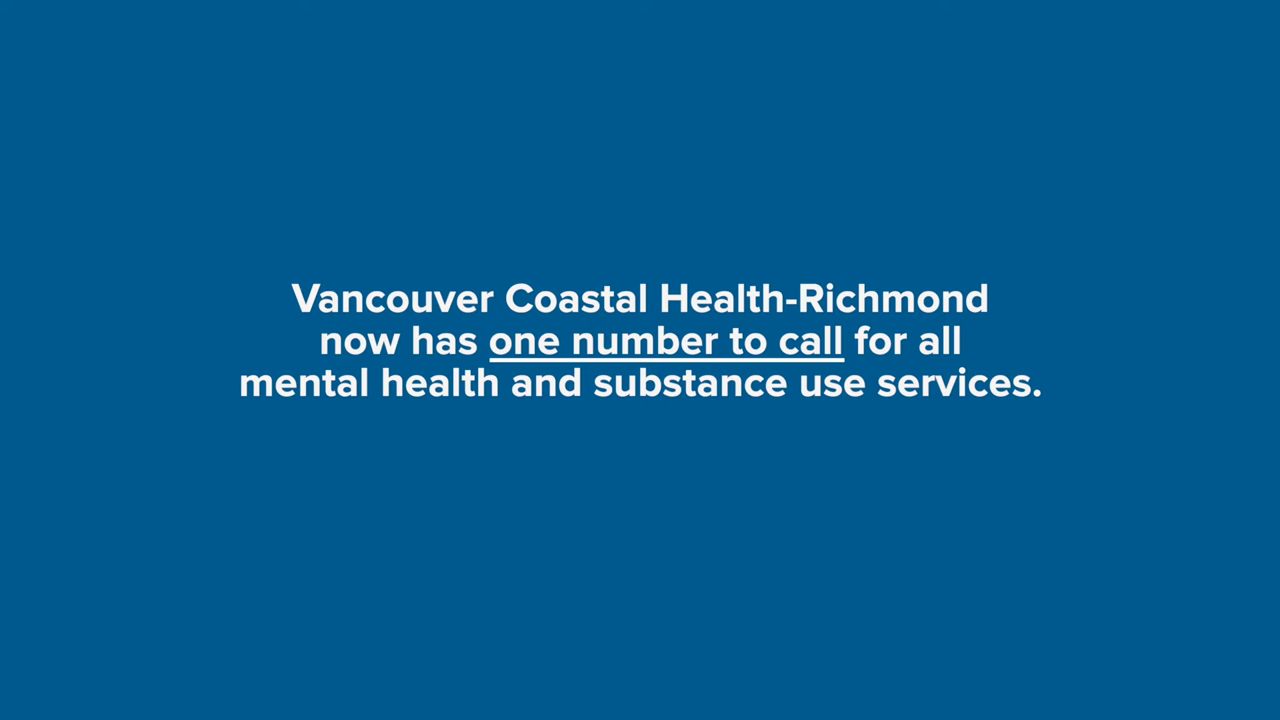 Vancouver Coastal Health-Richmond
now has one number to call for all
mental health and substance use services.